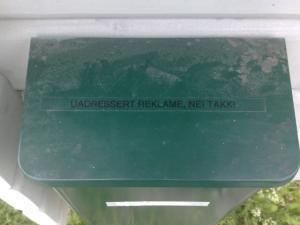 UADRESSERT REKLAME, NEI TAKK!